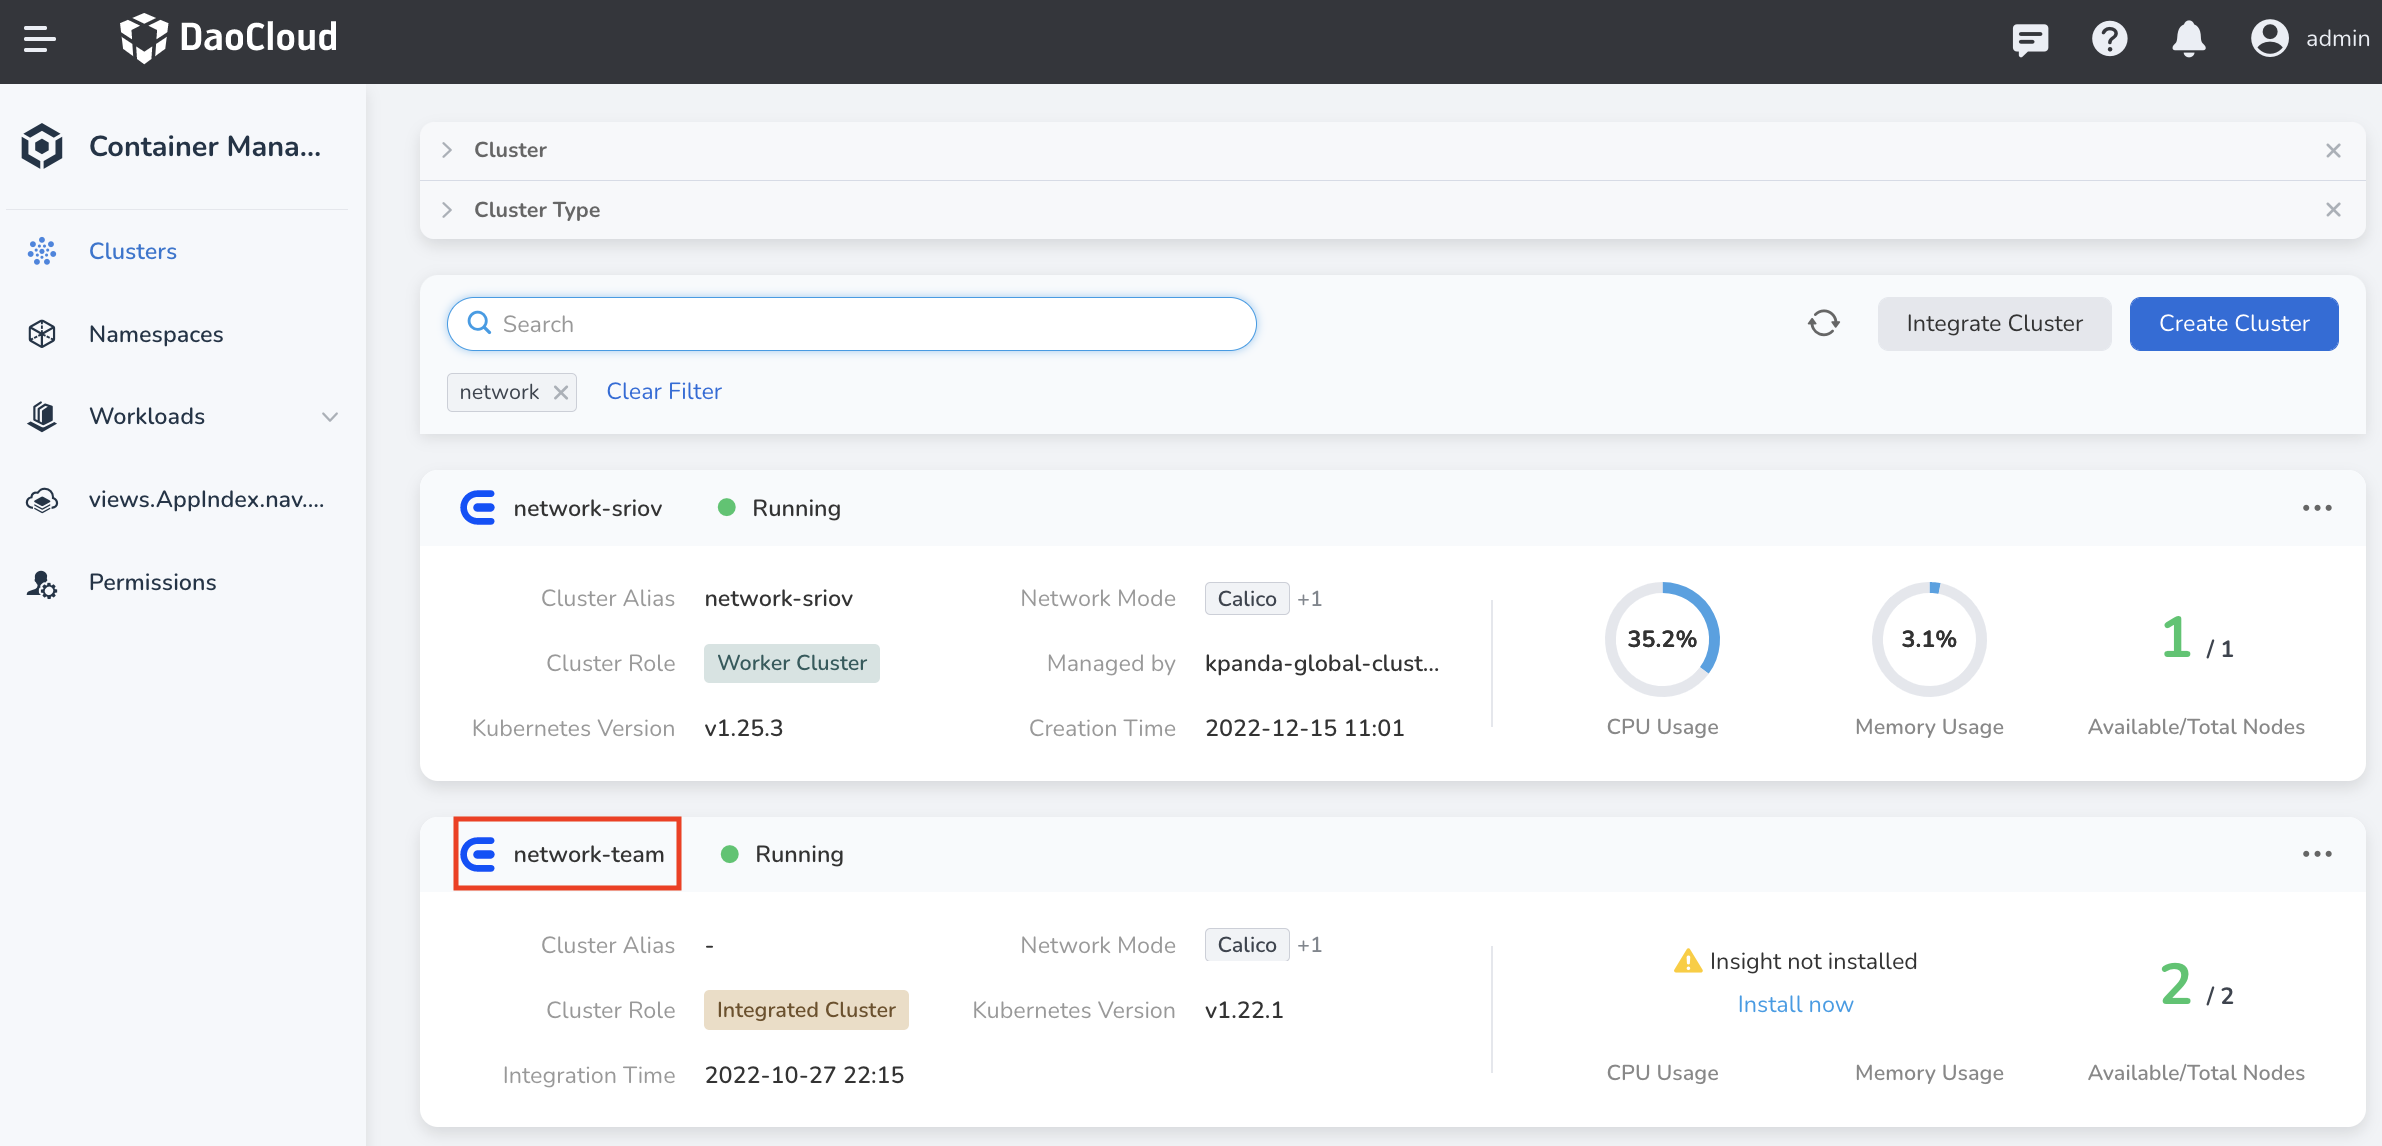 DaoCloud
admin
Container Mana...
Clusters
Namespaces
Workloads
views.AppIndex.nav....
Permissions
Cluster
Cluster Type
Search
Integrate Cluster
Create Cluster
network
Clear Filter
network-sriov Running
Cluster Alias network-sriov Network Mode Calico +1
Cluster Role Worker Cluster Managed by kpanda-global-clust...
Kubernetes Version v1.25.3 Creation Time 2022-12-15 11:01
35.2% 3.1% 1 / 1
CPU Usage Memory Usage Available/Total Nodes
network-team Running
Cluster Alias - Network Mode Calico +1
Cluster Role Integrated Cluster Kubernetes Version v1.22.1
Integration Time 2022-10-27 22:15
Insight not installed
Install now
2 / 2
CPU Usage Memory Usage Available/Total Nodes